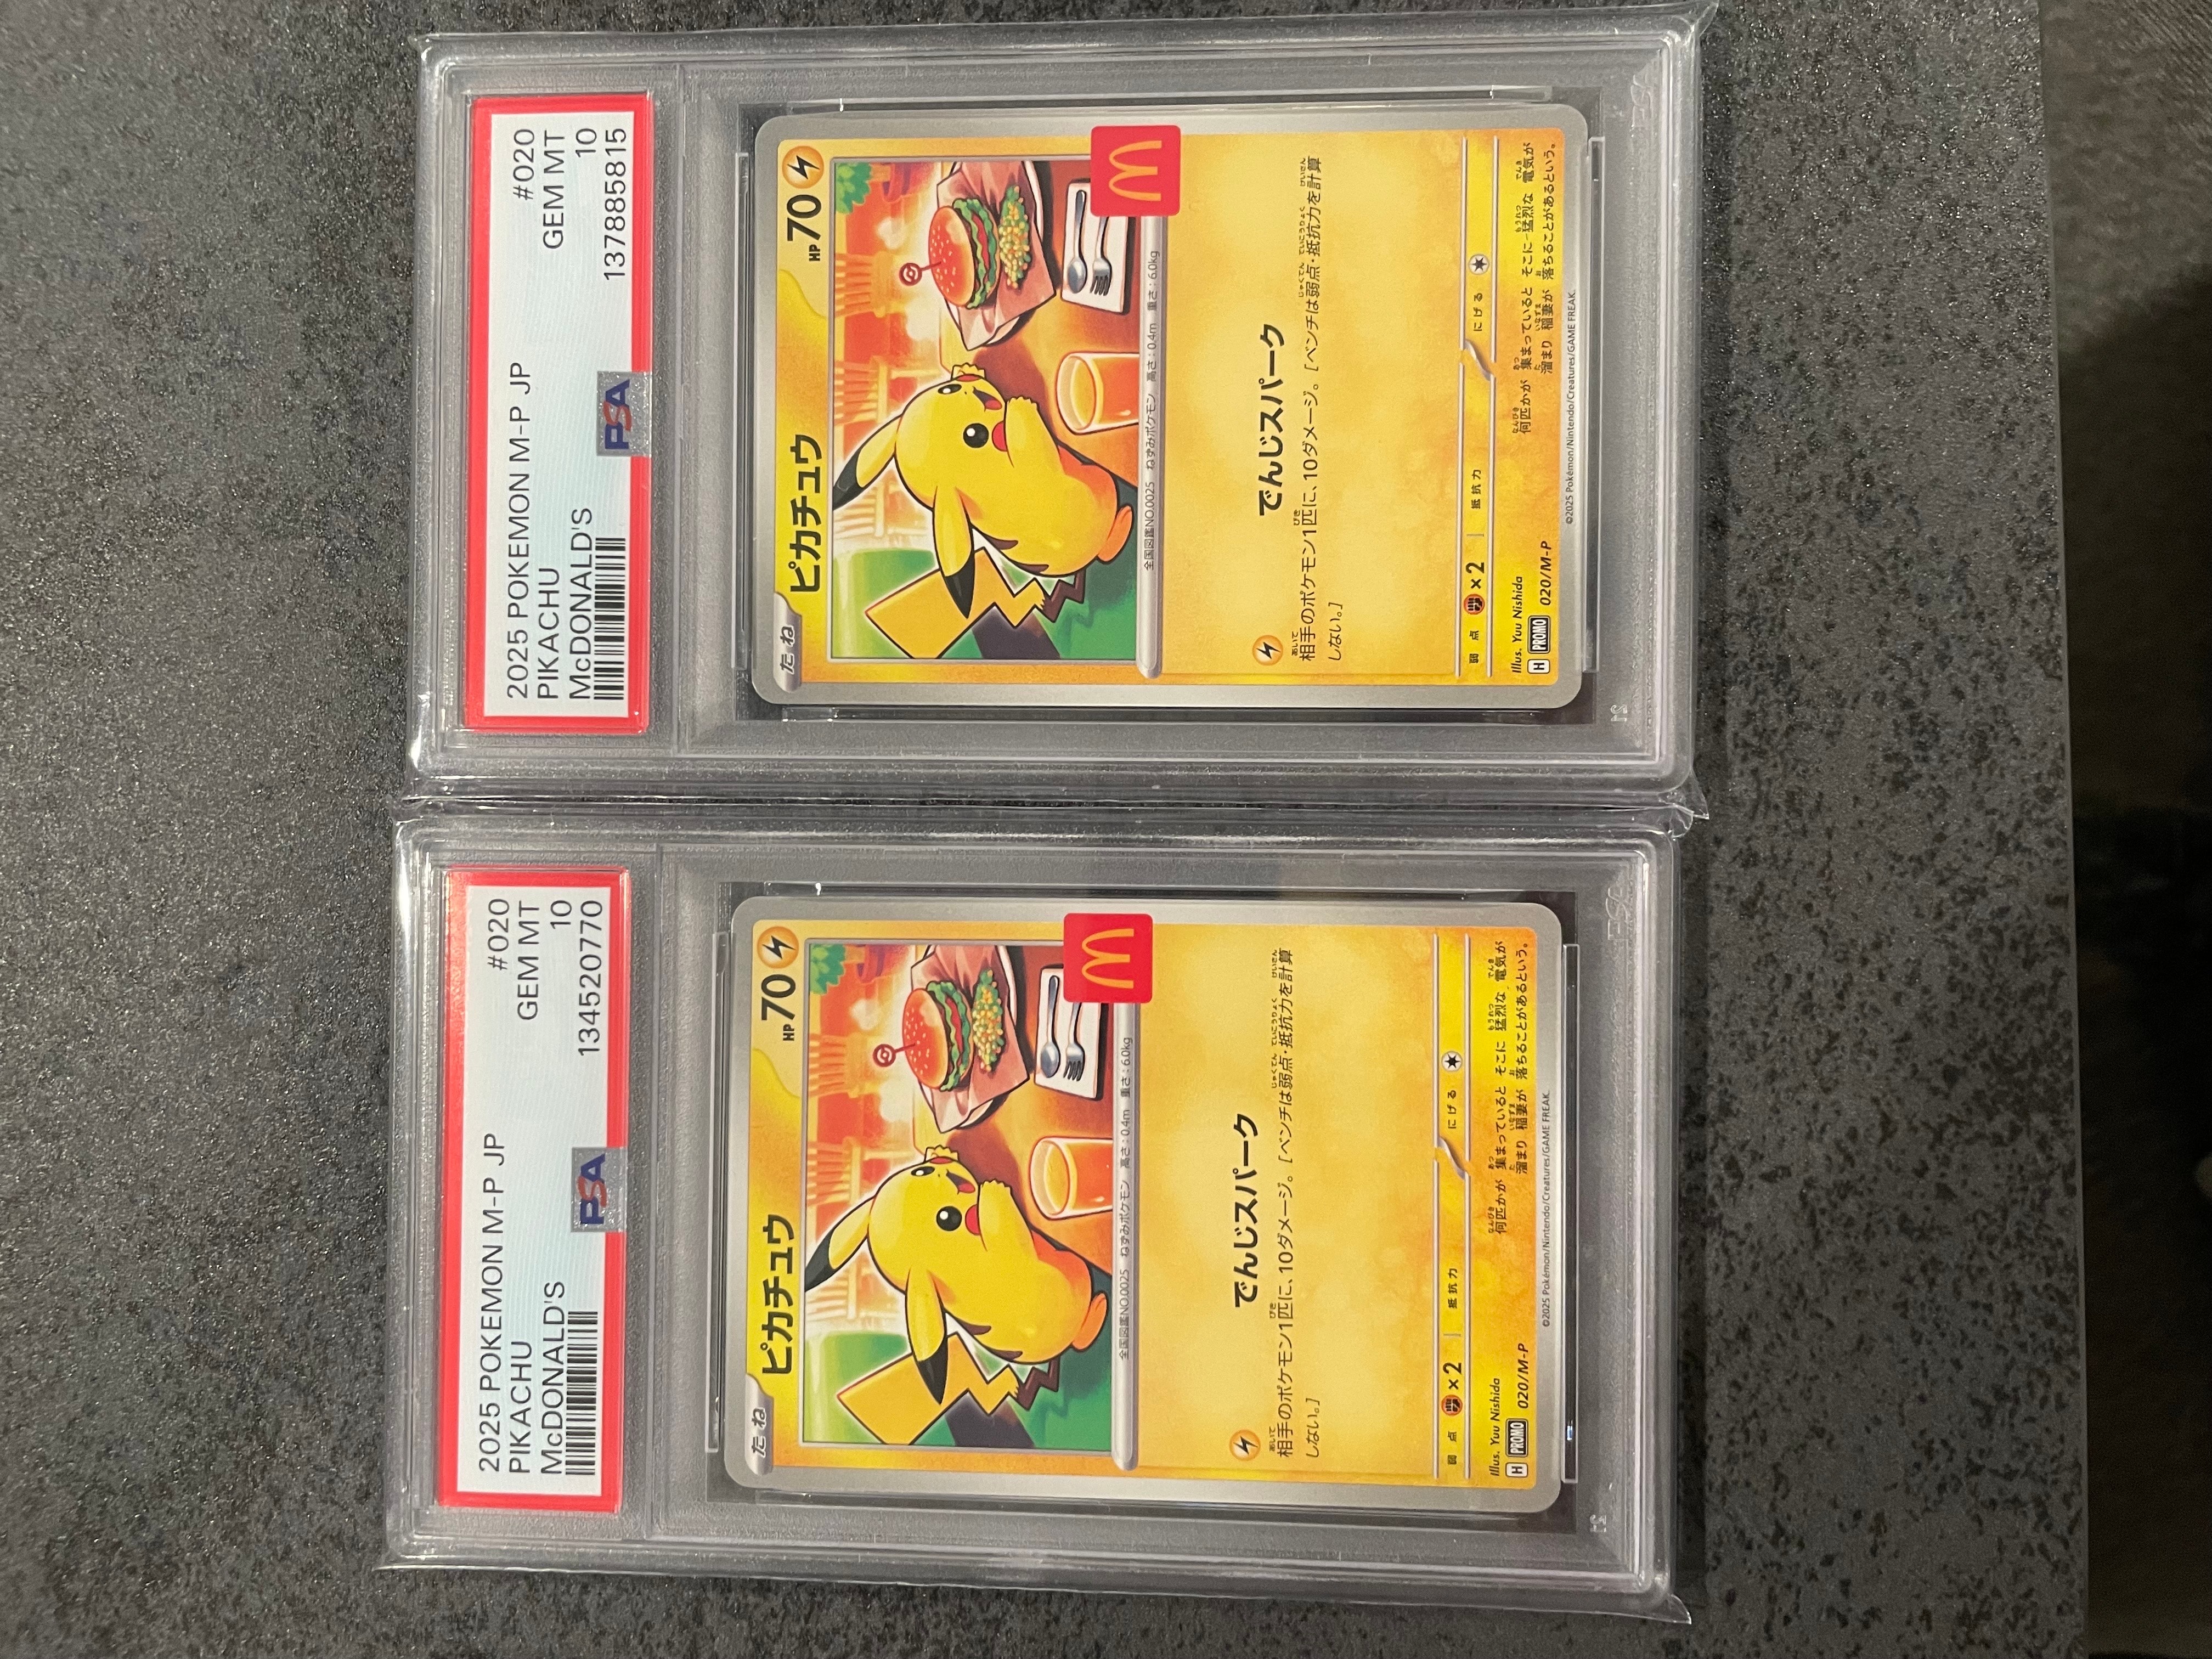 2025 POKEMON M-P JP #020
PIKACHU GEM MT
McDONALD'S 10
PSA
134520770
たね ピカチュウ HP70
M
全国図鑑NO.0025 ねずみポケモン 高さ:0.4m 重さ:6.0kg
でんじスパーク
相手のポケモン1匹に、10ダメージ。[ベンチは弱点・抵抗力を計算
しない。]
弱点 ×2 抵抗力 にげる
Illus. Yuu Nishida
H PROMO 020/M-P
何匹かが 集まっていると そこに 猛烈な 電気が
溜まり 稲妻が 落ちることがあるという。
©2025 Pokémon/Nintendo/Creatures/GAME FREAK.
2025 POKEMON M-P JP #020
PIKACHU GEM MT
McDONALD'S 10
PSA
137885815
たね ピカチュウ HP70
M
全国図鑑NO.0025 ねずみポケモン 高さ:0.4m 重さ:6.0kg
でんじスパーク
相手のポケモン1匹に、10ダメージ。[ベンチは弱点・抵抗力を計算
しない。]
弱点 ×2 抵抗力 にげる
Illus. Yuu Nishida
H PROMO 020/M-P
何匹かが 集まっていると そこに 猛烈な 電気が
溜まり 稲妻が 落ちることがあるという。
©2025 Pokémon/Nintendo/Creatures/GAME FREAK.